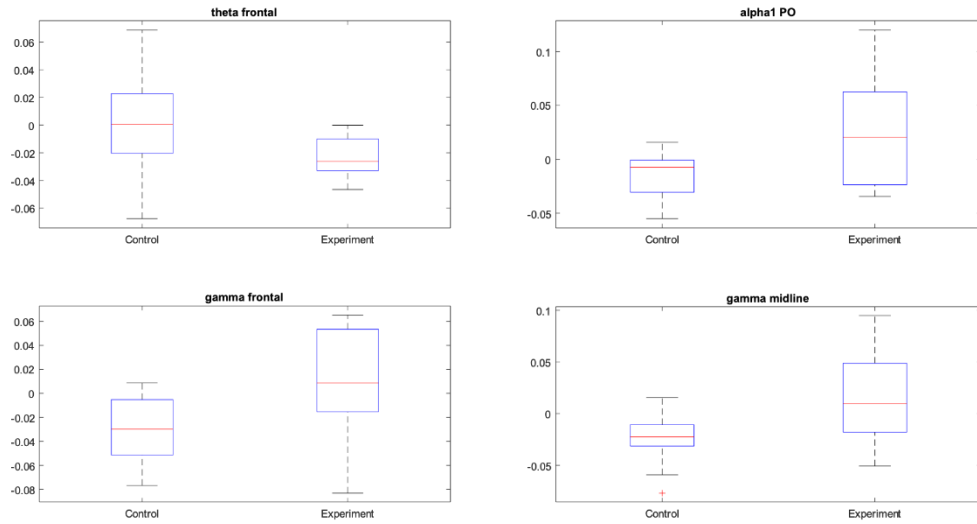 theta frontal
0.06
0.04
0.02
0
-0.02
-0.04
-0.06
Control Experiment
alpha1 PO
0.1
0.05
0
-0.05
Control Experiment
gamma frontal
0.06
0.04
0.02
0
-0.02
-0.04
-0.06
-0.08
Control Experiment
gamma midline
0.1
0.05
0
-0.05
Control Experiment